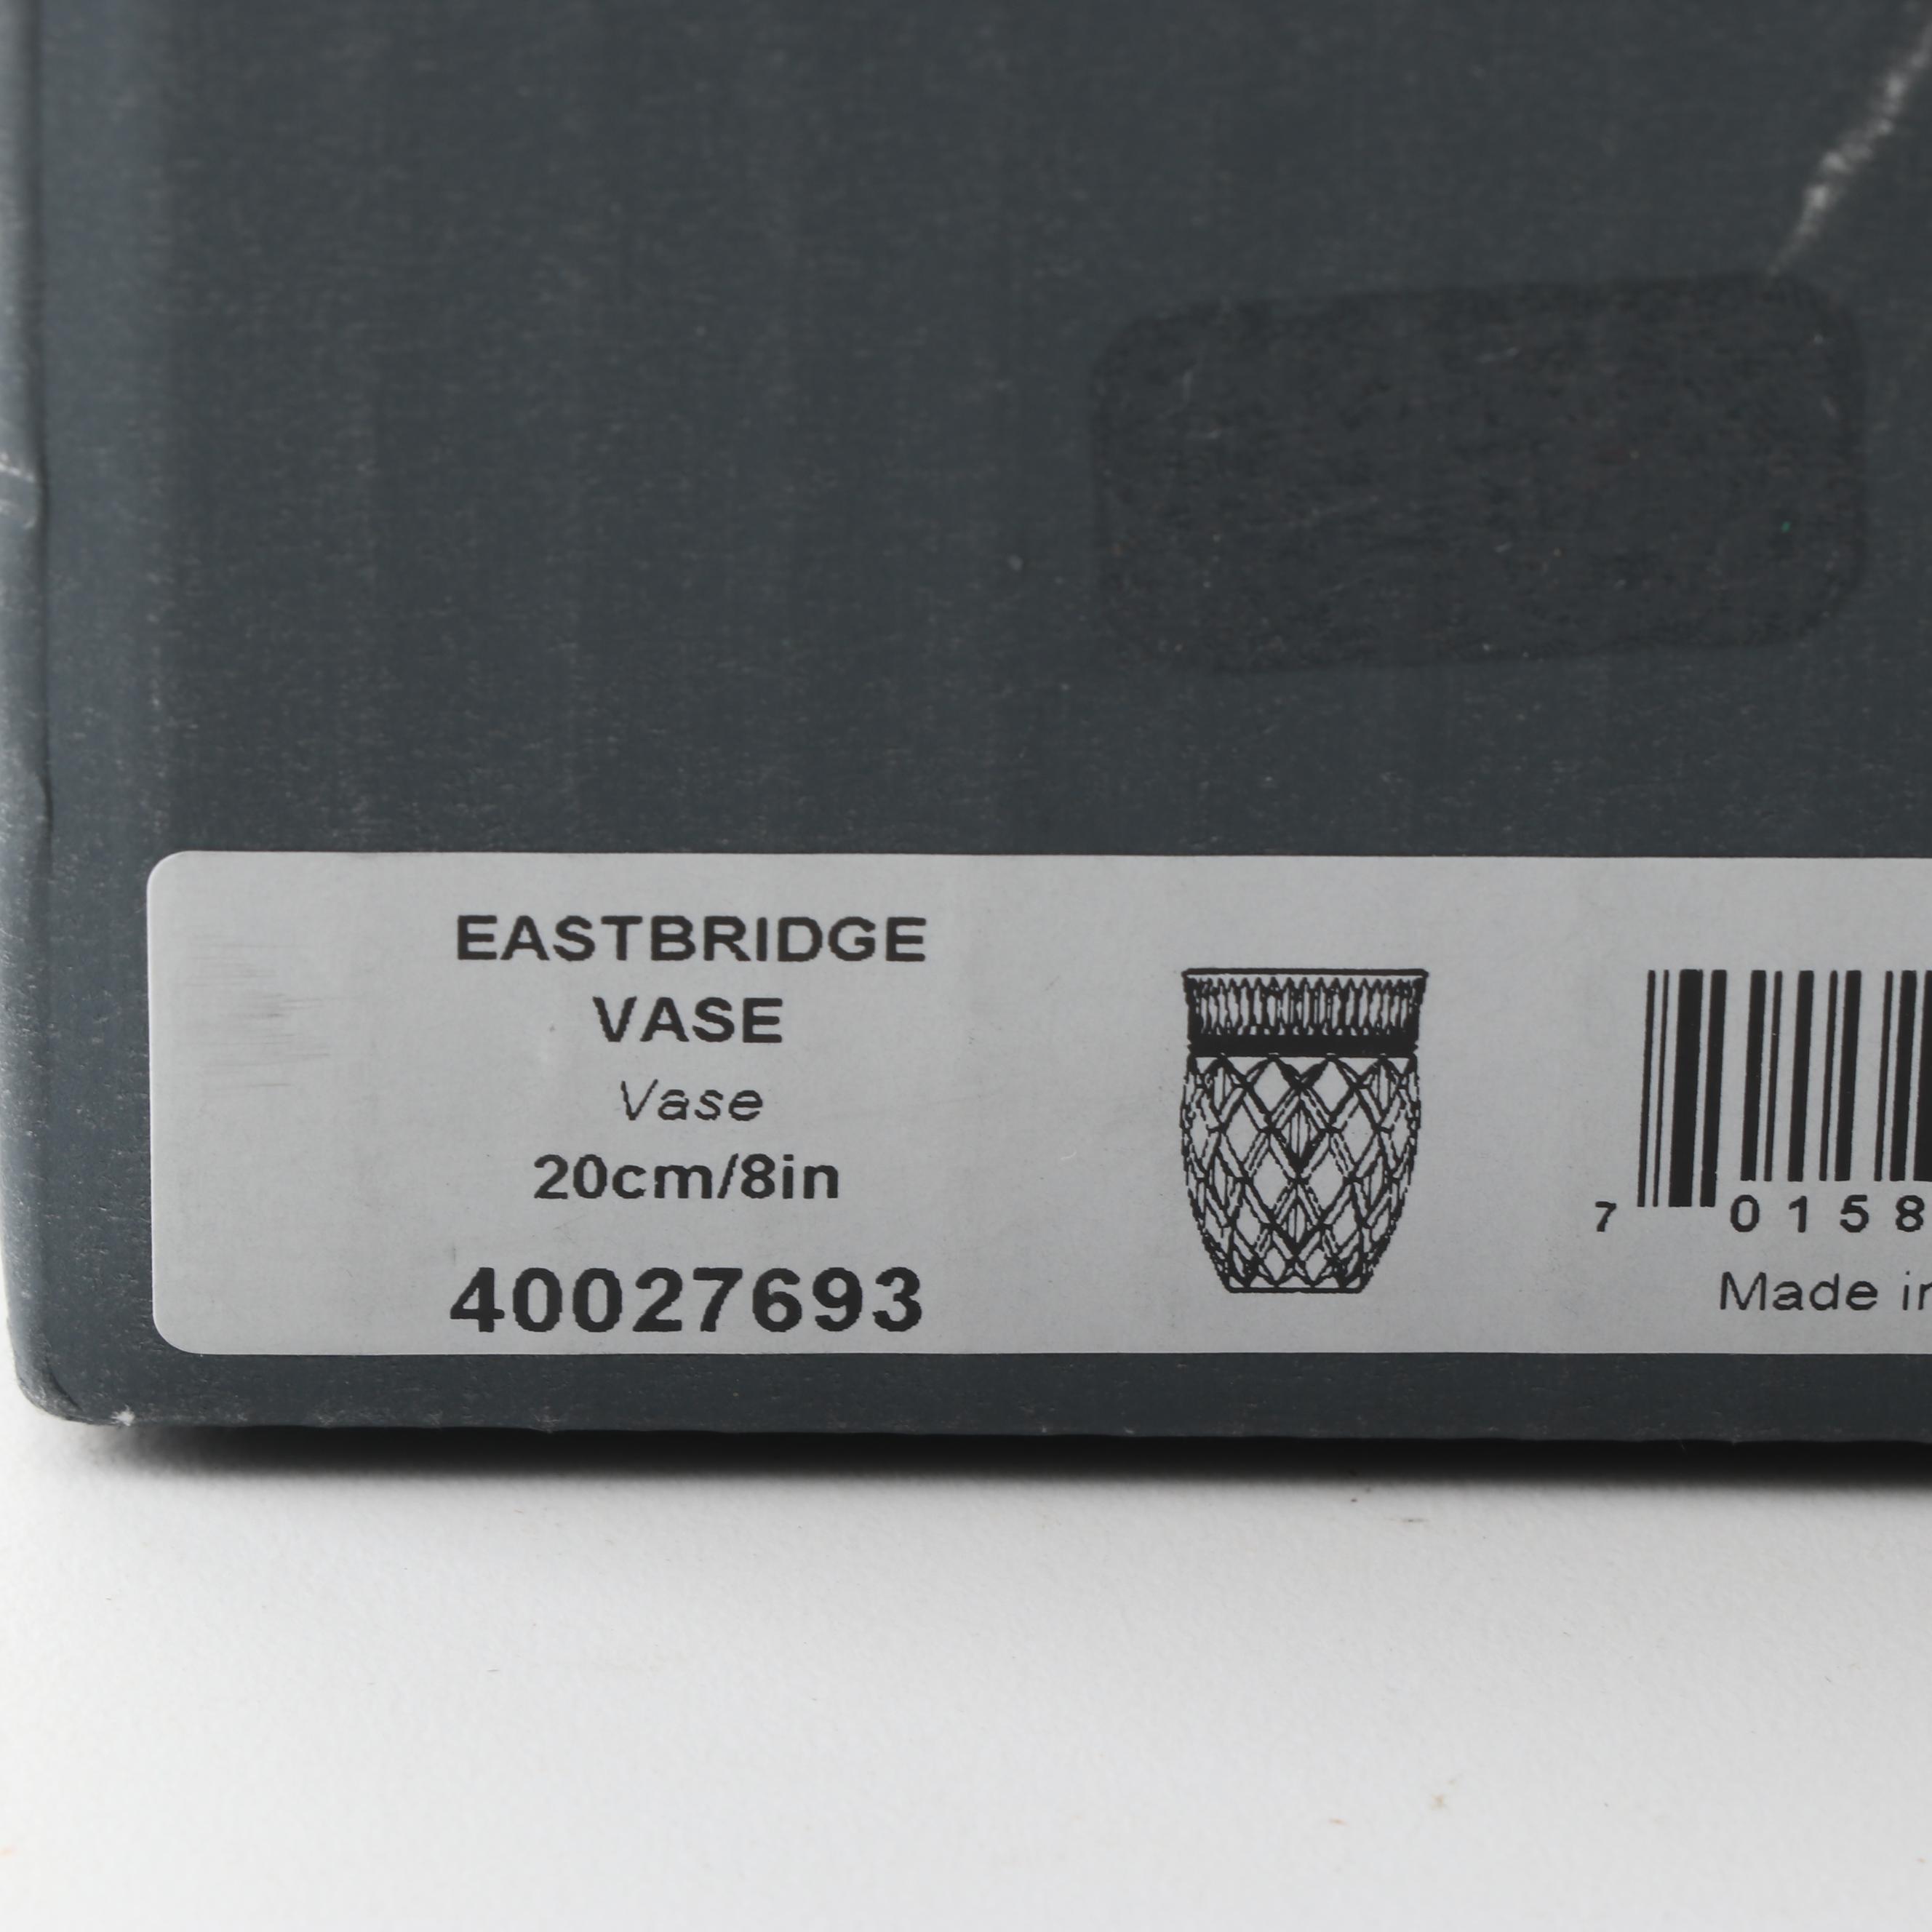 EASTBRIDGE
VASE
Vase
20cm/8in
40027693
7 0158
Made in